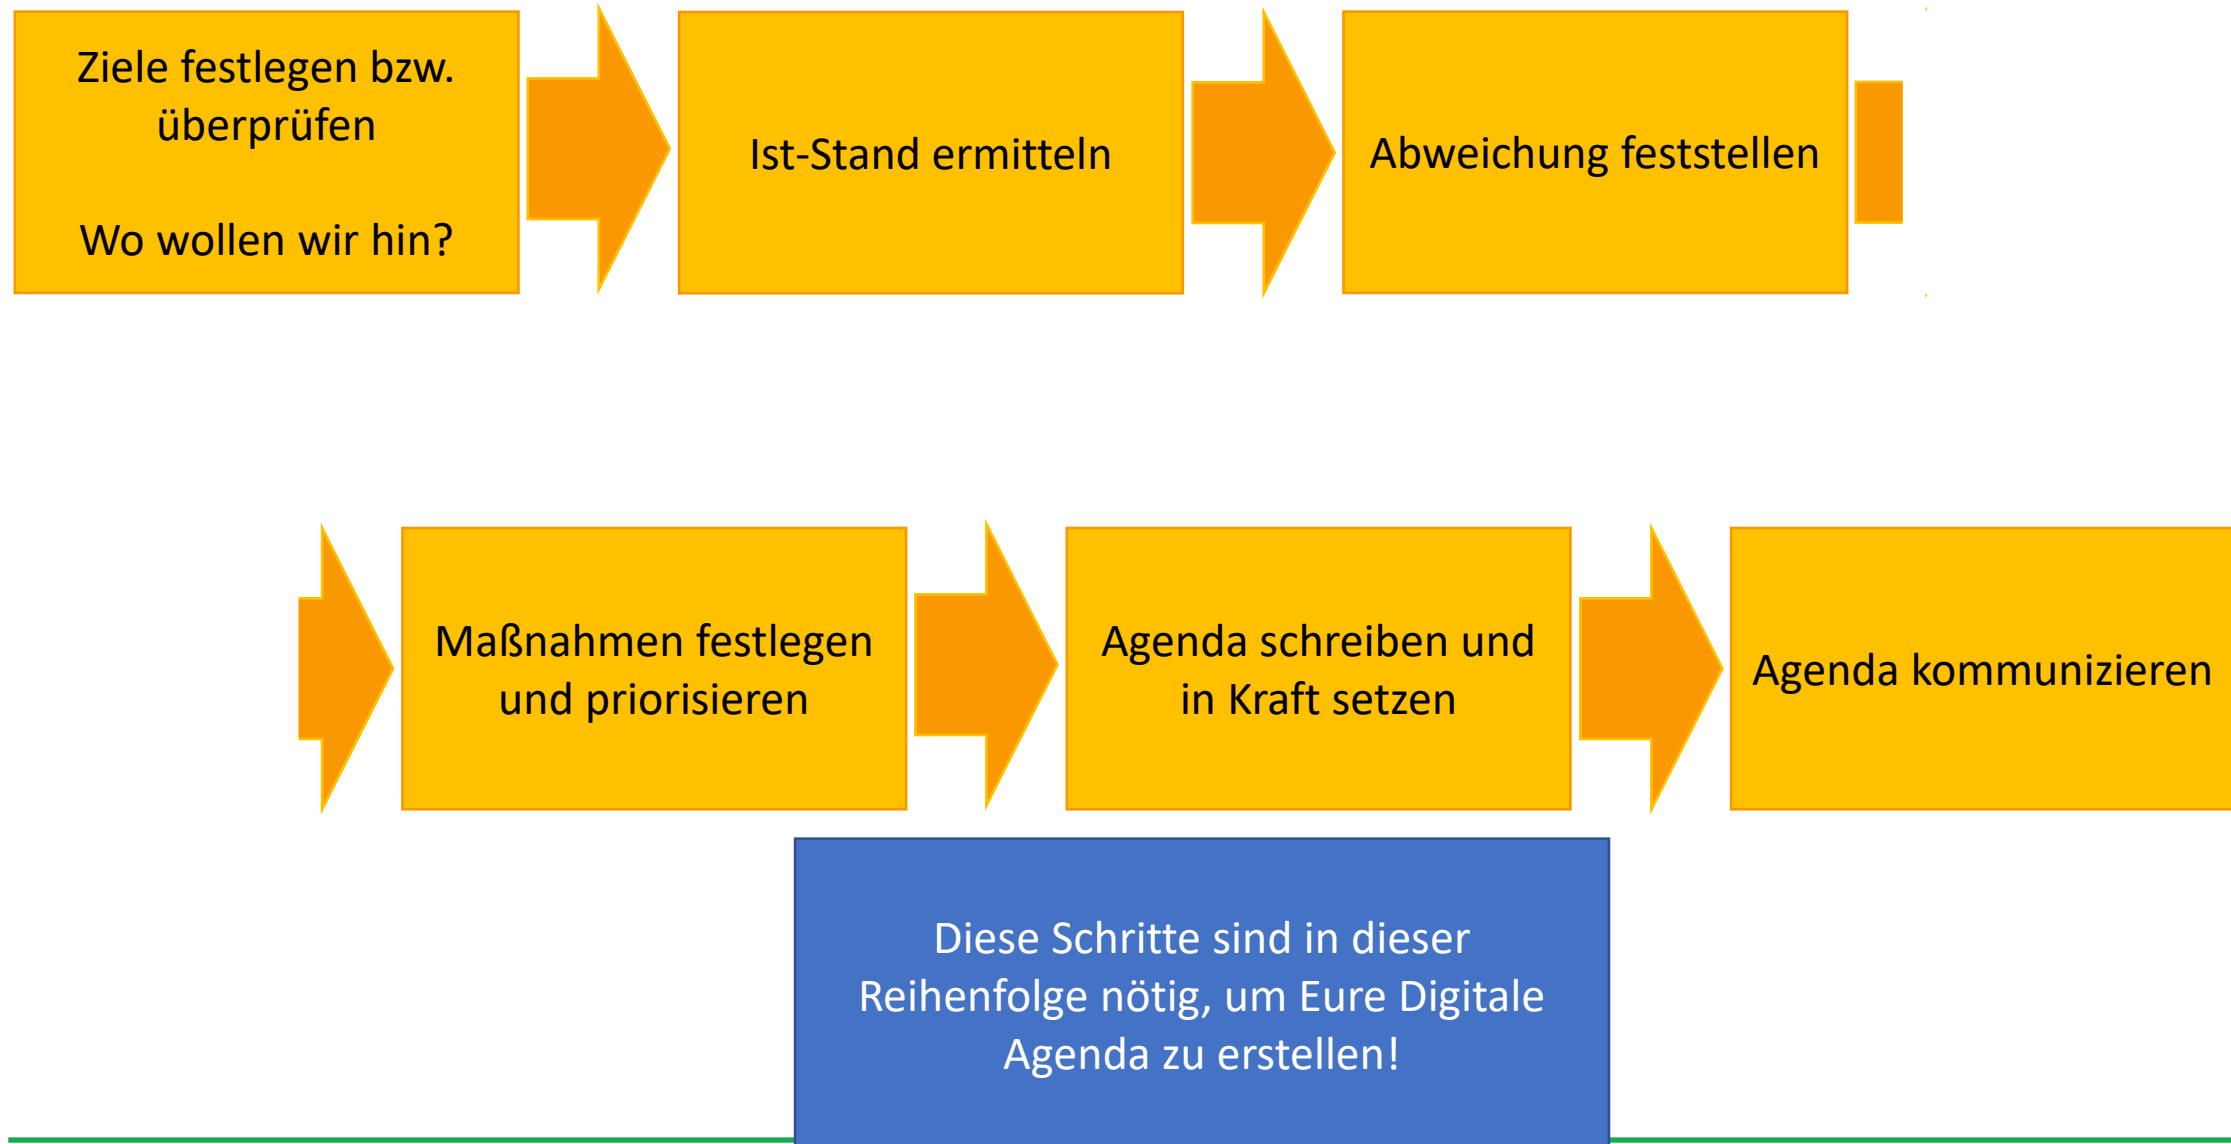 Ziele festlegen bzw.
überprüfen
Wo wollen wir hin?
Ist-Stand ermitteln
Abweichung feststellen
Maßnahmen festlegen
und priorisieren
Agenda schreiben und
in Kraft setzen
Agenda kommunizieren
Diese Schritte sind in dieser
Reihenfolge nötig, um Eure Digitale
Agenda zu erstellen!